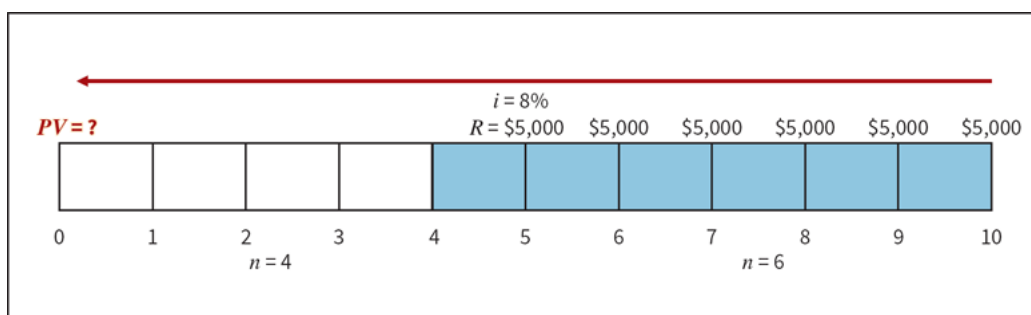 i = 8%
PV = ? R = $5,000 $5,000 $5,000 $5,000 $5,000 $5,000
0 1 2 3 4 5 6 7 8 9 10
n = 4 n = 6